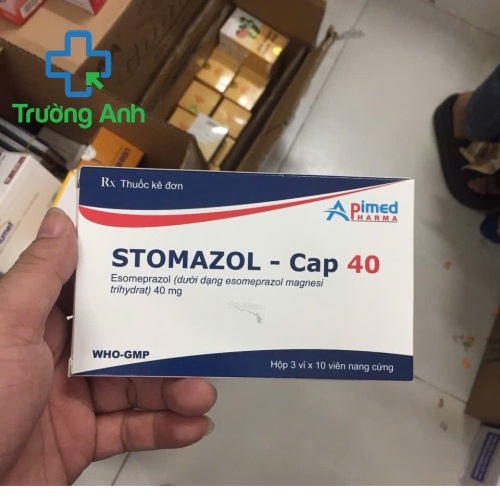 Trường Anh
Rx Thuốc kê đơn
Apimed
PHARMA
STOMAZOL - Cap 40
Esomeprazol (dưới dạng esomeprazol magnesi
trihydrat) 40 mg
WHO-GMP
Hộp 3 vỉ x 10 viên nang cứng